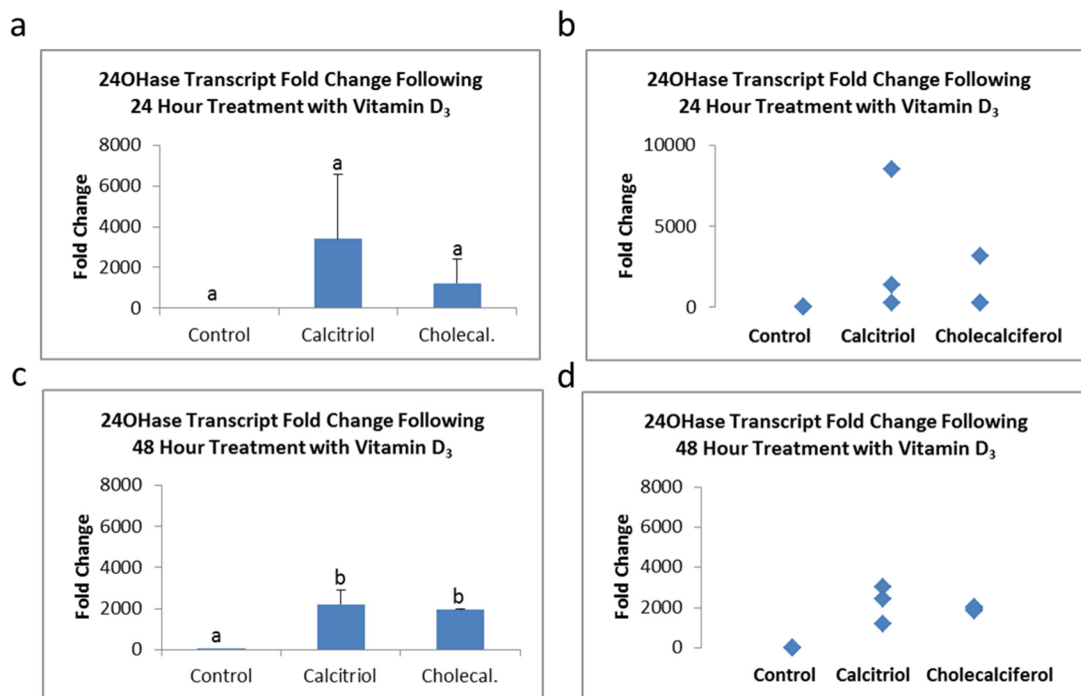 a
24OHase Transcript Fold Change Following
24 Hour Treatment with Vitamin D₃
Fold Change
8000
6000
4000
2000
0
a
a
a
Control
Calcitriol
Cholecal.
b
24OHase Transcript Fold Change Following
24 Hour Treatment with Vitamin D₃
Fold Change
10000
5000
0
Control
Calcitriol
Cholecalciferol
c
24OHase Transcript Fold Change Following
48 Hour Treatment with Vitamin D₃
Fold Change
8000
6000
4000
2000
0
a
b
b
Control
Calcitriol
Cholecal.
d
24OHase Transcript Fold Change Following
48 Hour Treatment with Vitamin D₃
Fold Change
8000
6000
4000
2000
0
Control
Calcitriol
Cholecalciferol